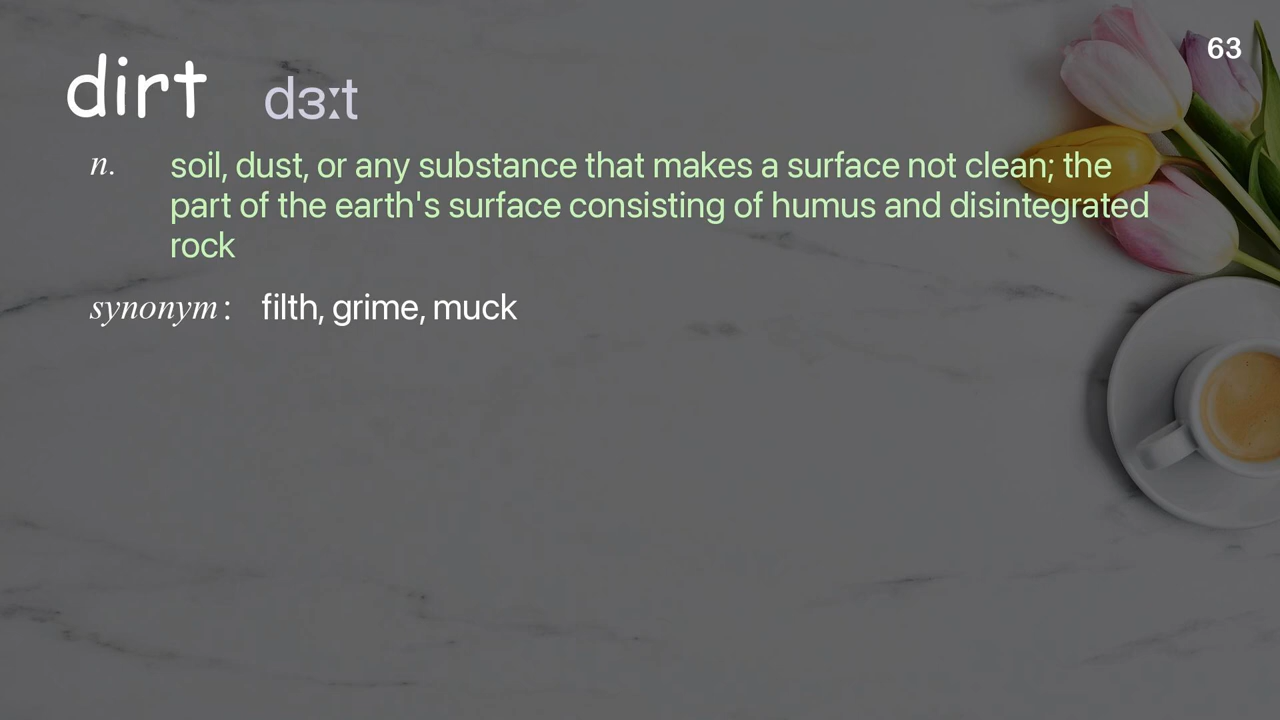 63
dirt dɜːt
n. soil, dust, or any substance that makes a surface not clean; the
part of the earth's surface consisting of humus and disintegrated
rock
synonym: filth, grime, muck